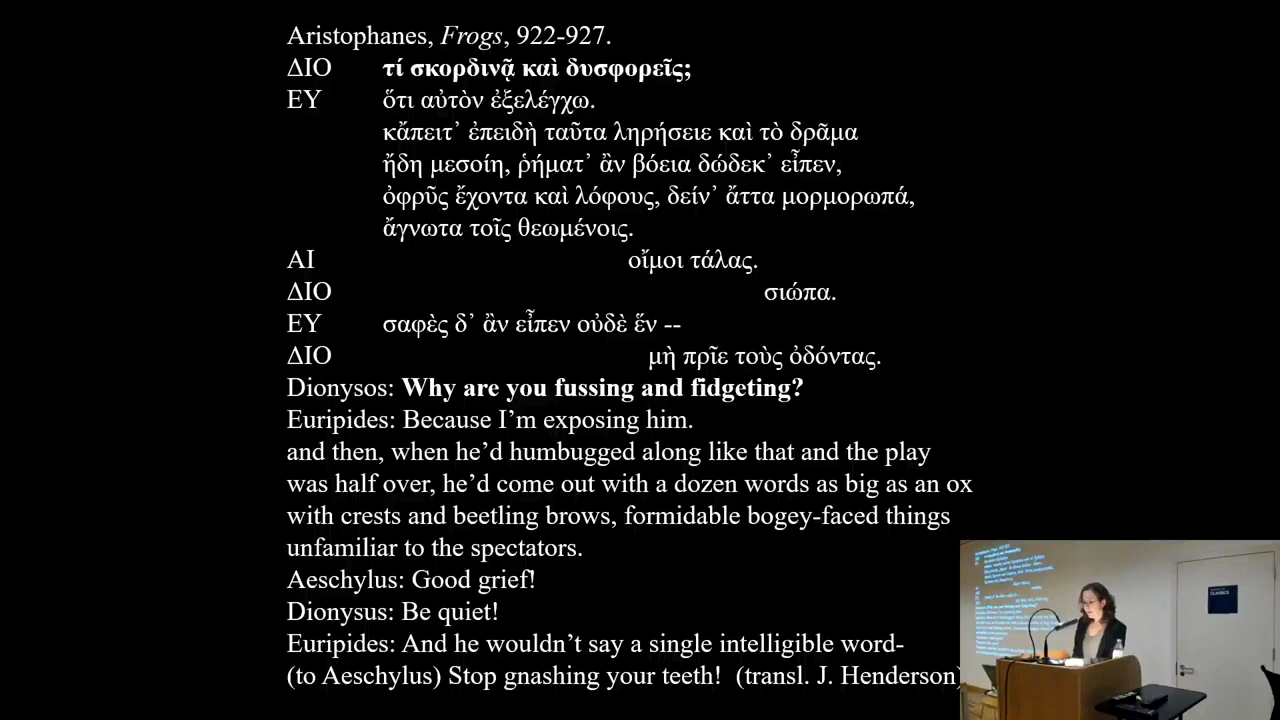 Aristophanes, Frogs, 922-927.
ΔΙΟ τί σκορδινᾷ καὶ δυσφορεῖς;
ΕΥ ὅτι αὐτὸν ἐξελέγχω.
κἄπειτ᾽ ἐπειδὴ ταῦτα ληρήσειε καὶ τὸ δρᾶμα
ἤδη μεσοίη, ῥήματ᾽ ἂν βόεια δώδεκ᾽ εἶπεν,
ὀφρῦς ἔχοντα καὶ λόφους, δείν᾽ ἄττα μορμορωπά,
ἄγνωτα τοῖς θεωμένοις.
ΑΙ οἴμοι τάλας.
ΔΙΟ σιώπα.
ΕΥ σαφὲς δ᾽ ἂν εἶπεν οὐδὲ ἕν --
ΔΙΟ μὴ πρῖε τοὺς ὀδόντας.
Dionysos: Why are you fussing and fidgeting?
Euripides: Because I’m exposing him.
and then, when he’d humbugged along like that and the play
was half over, he’d come out with a dozen words as big as an ox
with crests and beetling brows, formidable bogey-faced things
unfamiliar to the spectators.
Aeschylus: Good grief!
Dionysus: Be quiet!
Euripides: And he wouldn’t say a single intelligible word-
(to Aeschylus) Stop gnashing your teeth! (transl. J. Henderson)
CLASSICS